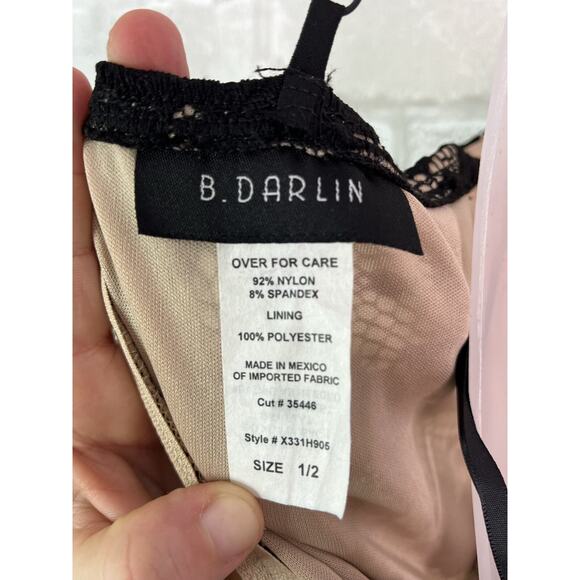 B.DARLIN
OVER FOR CARE
92% NYLON
8% SPANDEX
LINING
100% POLYESTER
MADE IN MEXICO
OF IMPORTED FABRIC
Cut # 35446
Style # X331H905
SIZE 1/2